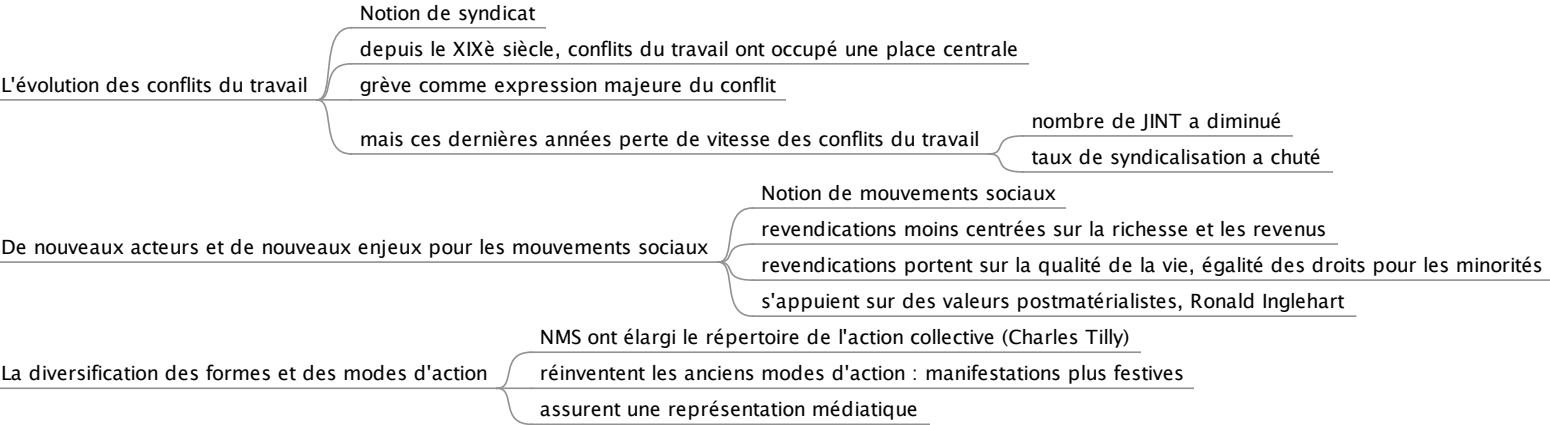 L'évolution des conflits du travail
Notion de syndicat
depuis le XIXè siècle, conflits du travail ont occupé une place centrale
grève comme expression majeure du conflit
mais ces dernières années perte de vitesse des conflits du travail
nombre de JINT a diminué
taux de syndicalisation a chuté
De nouveaux acteurs et de nouveaux enjeux pour les mouvements sociaux
Notion de mouvements sociaux
revendications moins centrées sur la richesse et les revenus
revendications portent sur la qualité de la vie, égalité des droits pour les minorités
s'appuient sur des valeurs postmatérialistes, Ronald Inglehart
La diversification des formes et des modes d'action
NMS ont élargi le répertoire de l'action collective (Charles Tilly)
réinventent les anciens modes d'action : manifestations plus festives
assurent une représentation médiatique